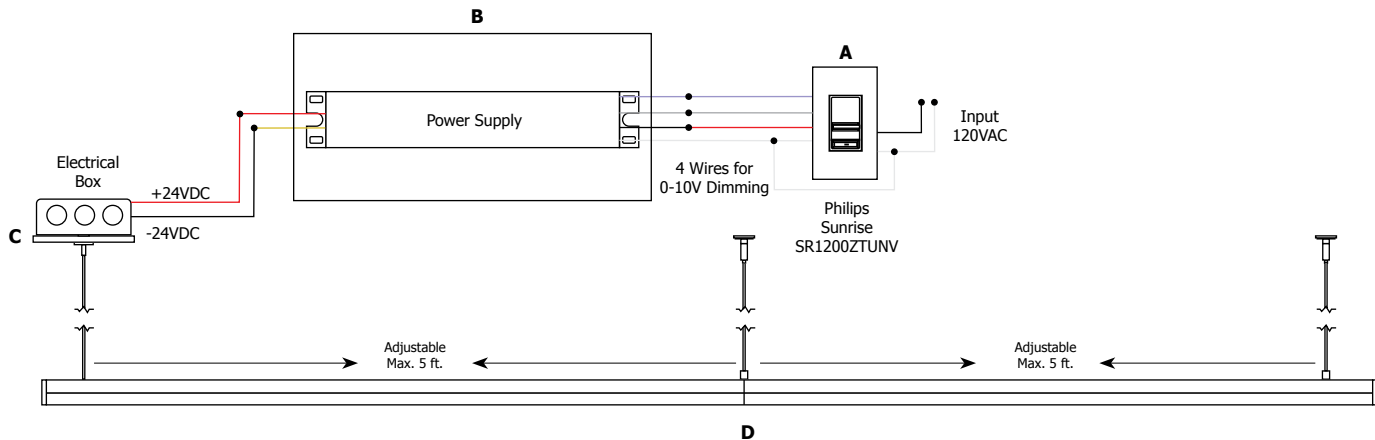 B
A
Power Supply
Input
120VAC
4 Wires for
0-10V Dimming
Electrical
Box
+24VDC
-24VDC
C
Philips
Sunrise
SR1200ZTUNV
Adjustable
Max. 5 ft.
Adjustable
Max. 5 ft.
D